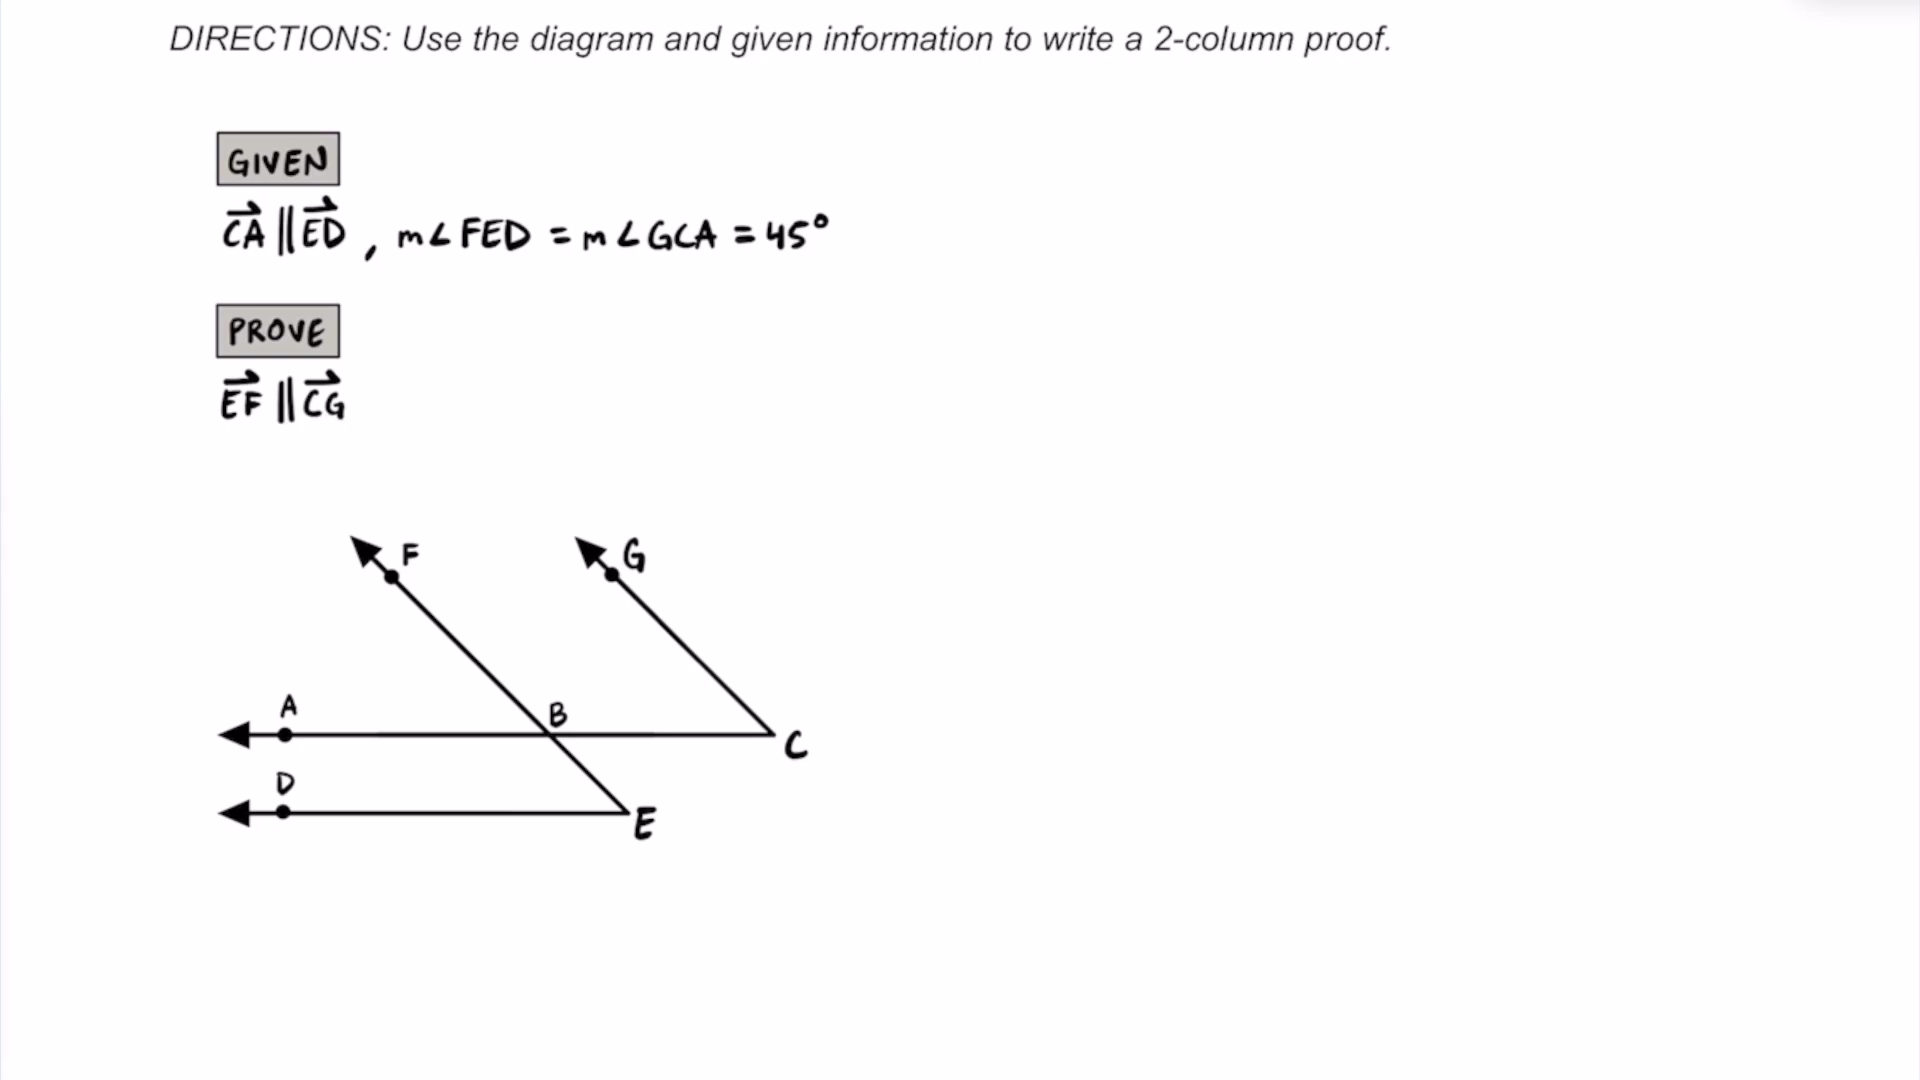 DIRECTIONS: Use the diagram and given information to write a 2-column proof.
GIVEN
CA ∥ ED , m∠FED = m∠GCA = 45°
PROVE
EF ∥ CG
F
G
A
B
C
D
E